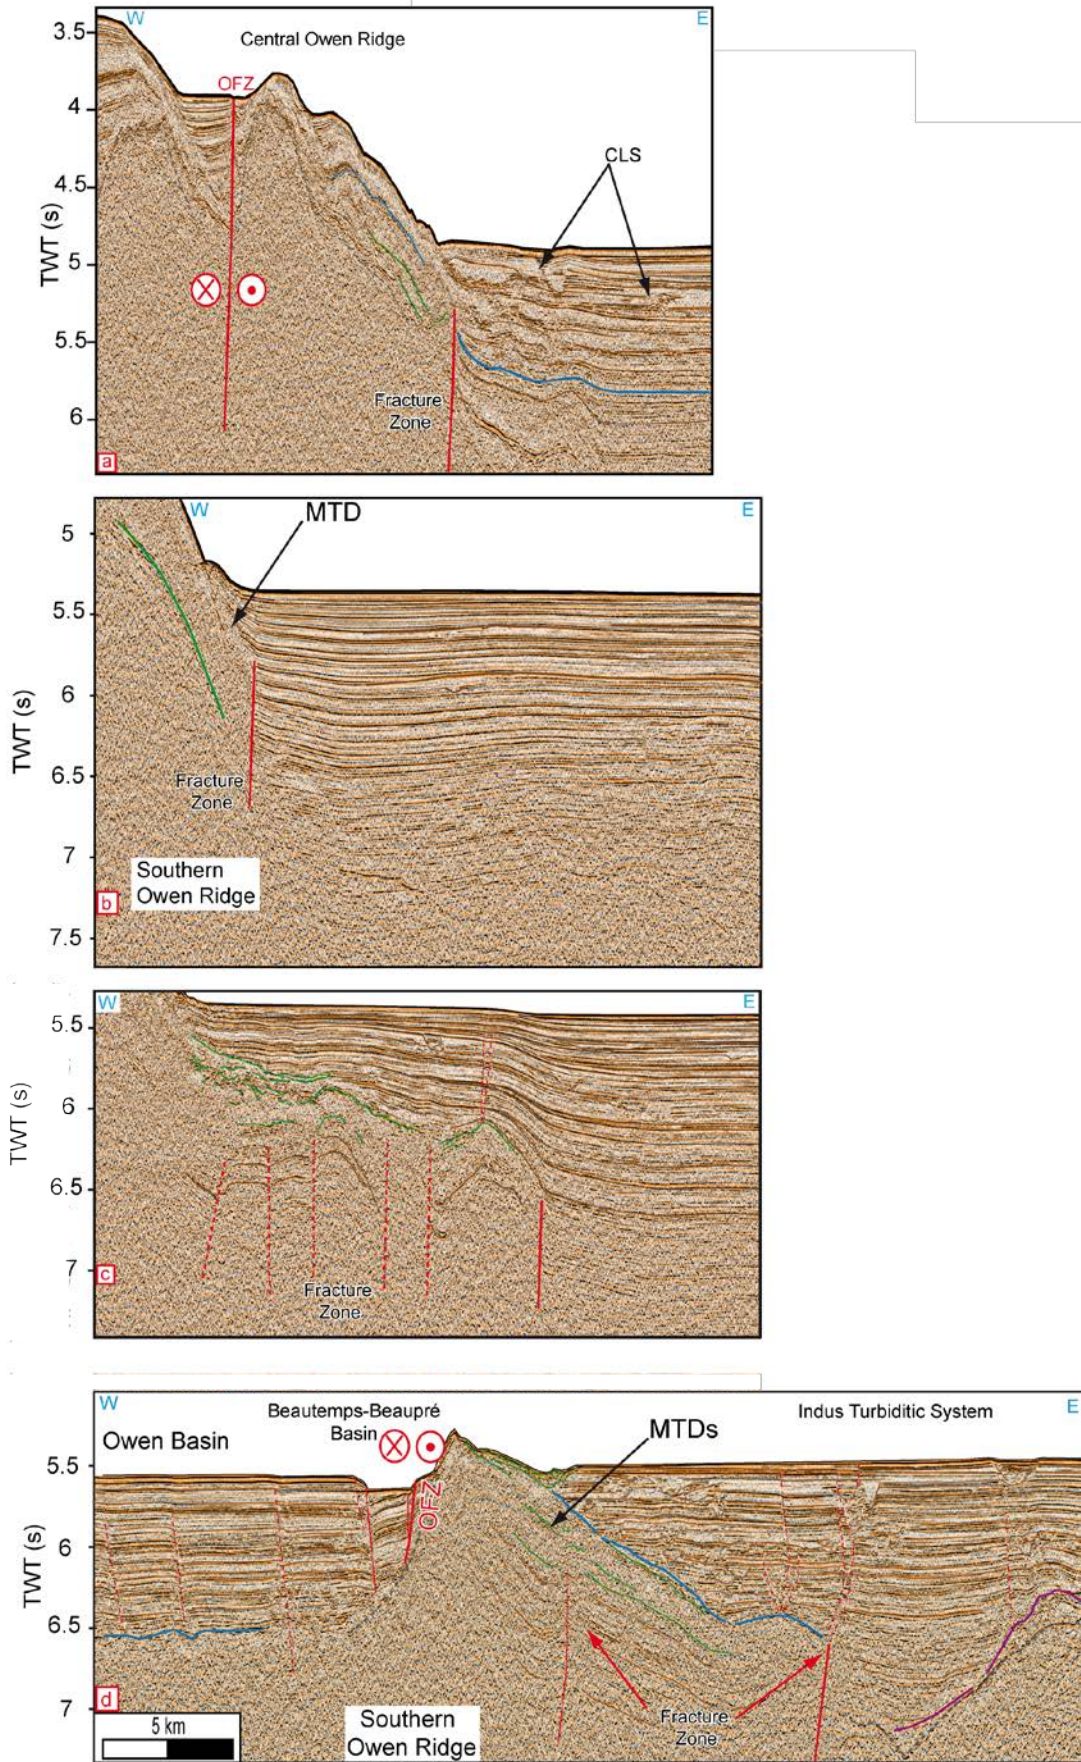 W
E
Central Owen Ridge
3.5
OFZ
4
CLS
4.5
TWT (s)
5
5.5
Fracture
Zone
6
a
W
E
MTD
5
5.5
6
TWT (s)
6.5
Fracture
Zone
7
Southern
Owen Ridge
b
7.5
W
E
5.5
TWT (s)
6
6.5
7
c
Fracture
Zone
W
E
Beautemps-Beaupré
Basin
Indus Turbiditic System
Owen Basin
MTDs
5.5
OFZ
TWT (s)
6
6.5
7
d
Fracture
Zone
5 km
Southern
Owen Ridge